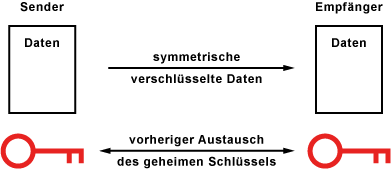 Sender
Empfänger
Daten
Daten
symmetrische
verschlüsselte Daten
vorheriger Austausch
des geheimen Schlüssels